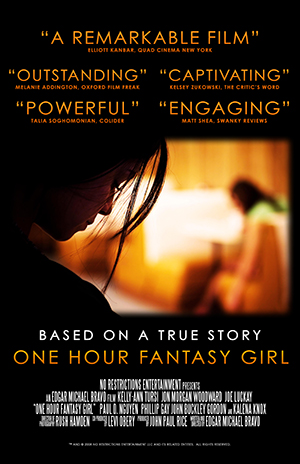 “A REMARKABLE FILM”
ELLIOTT KANBAR, QUAD CINEMA NEW YORK
“OUTSTANDING” “CAPTIVATING”
MELANIE ADDINGTON, OXFORD FILM FREAK KELSEY ZUKOWSKI, THE CRITIC'S WORD
“POWERFUL” “ENGAGING”
TALIA SOGHOMONIAN, COLIDER MATT SHEA, SWANKY REVIEWS
BASED ON A TRUE STORY
ONE HOUR FANTASY GIRL
NO RESTRICTIONS ENTERTAINMENT PRESENTS
AN EDGAR MICHAEL BRAVO FILM KELLY-ANN TURSI JON MORGAN WOODWARD JOE LUCKAY
"ONE HOUR FANTASY GIRL" PAUL D. NGUYEN PHILLIP GAY JOHN BUCKLEY GORDON AND KALENA KNOX
RUSH HAMDEN LEVI OBERY JOHN PAUL RICE EDGAR MICHAEL BRAVO